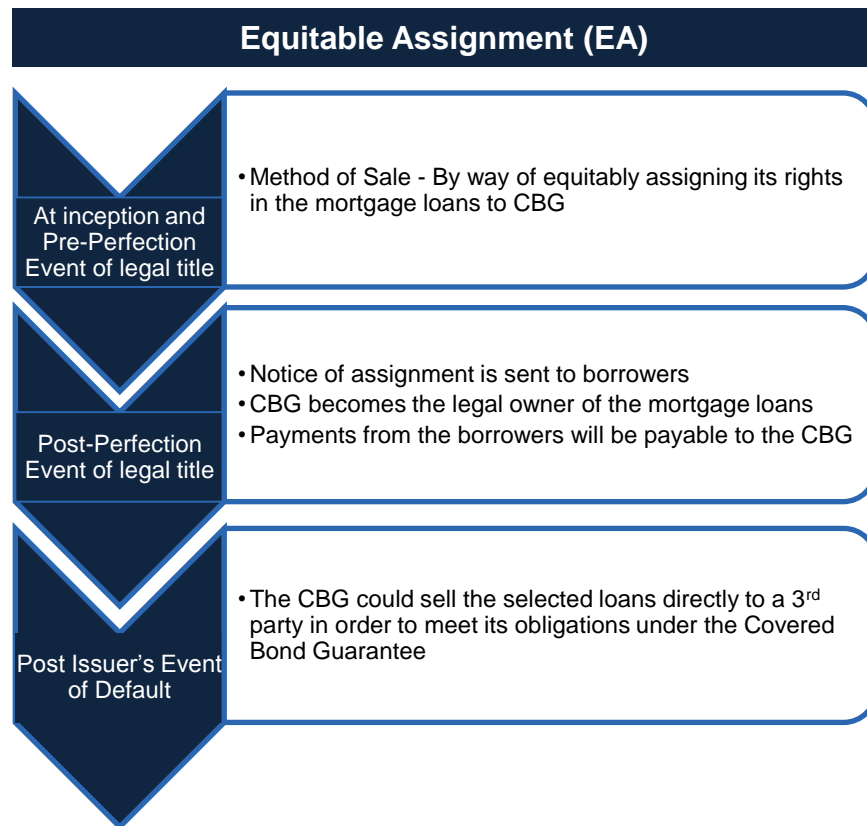 Equitable Assignment (EA)
At inception and
Pre-Perfection
Event of legal title
•Method of Sale - By way of equitably assigning its rights
in the mortgage loans to CBG
Post-Perfection
Event of legal title
•Notice of assignment is sent to borrowers
•CBG becomes the legal owner of the mortgage loans
•Payments from the borrowers will be payable to the CBG
Post Issuer’s Event
of Default
•The CBG could sell the selected loans directly to a 3rd
party in order to meet its obligations under the Covered
Bond Guarantee